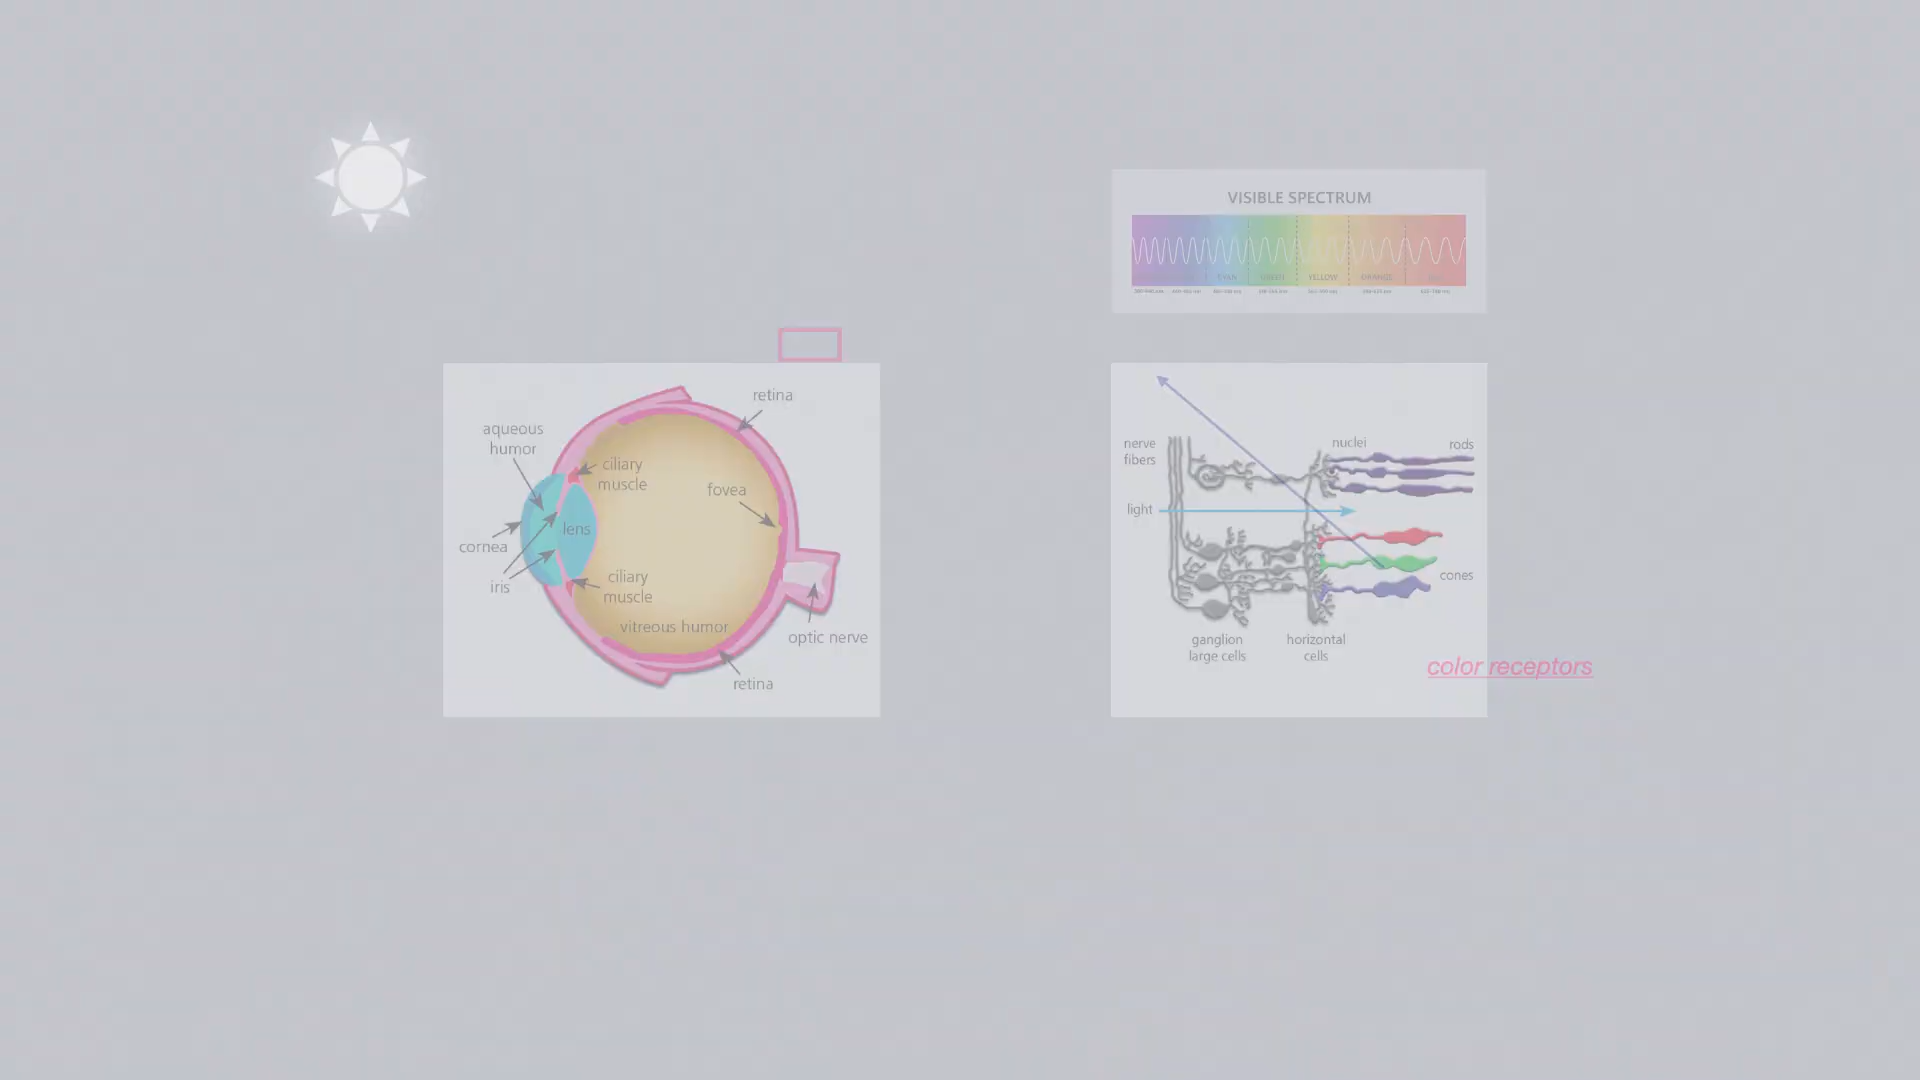 VISIBLE SPECTRUM
CYAN
GREEN
YELLOW
ORANGE
retina
aqueous
humor
ciliary
muscle
fovea
lens
cornea
iris
ciliary
muscle
vitreous humor
optic nerve
retina
nerve
fibers
nuclei
rods
light
cones
ganglion
large cells
horizontal
cells
color receptors